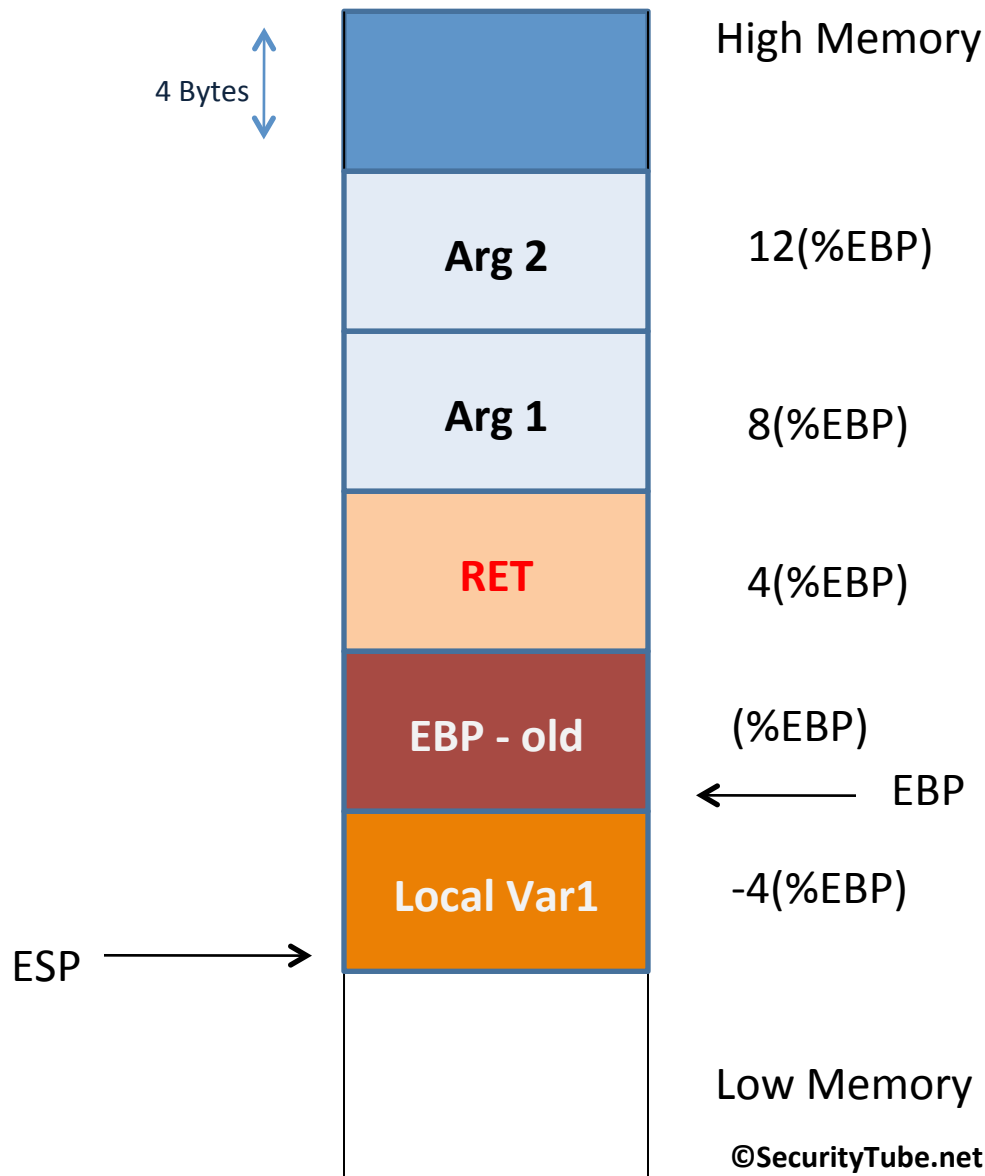 High Memory
4 Bytes
Arg 2
12(%EBP)
Arg 1
8(%EBP)
RET
4(%EBP)
EBP - old
(%EBP)
EBP
Local Var1
-4(%EBP)
ESP
Low Memory
©SecurityTube.net